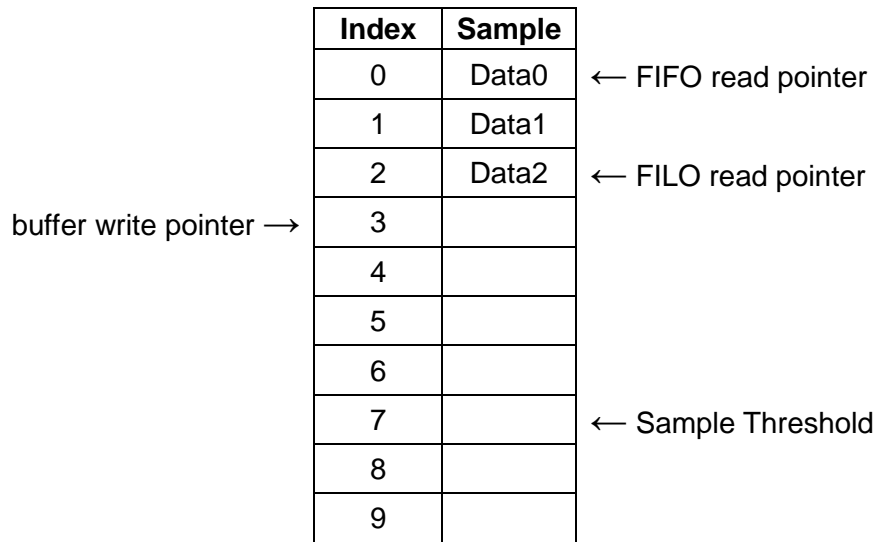 Index Sample
0 Data0 ← FIFO read pointer
1 Data1
2 Data2 ← FILO read pointer
buffer write pointer → 3
4
5
6
7 ← Sample Threshold
8
9